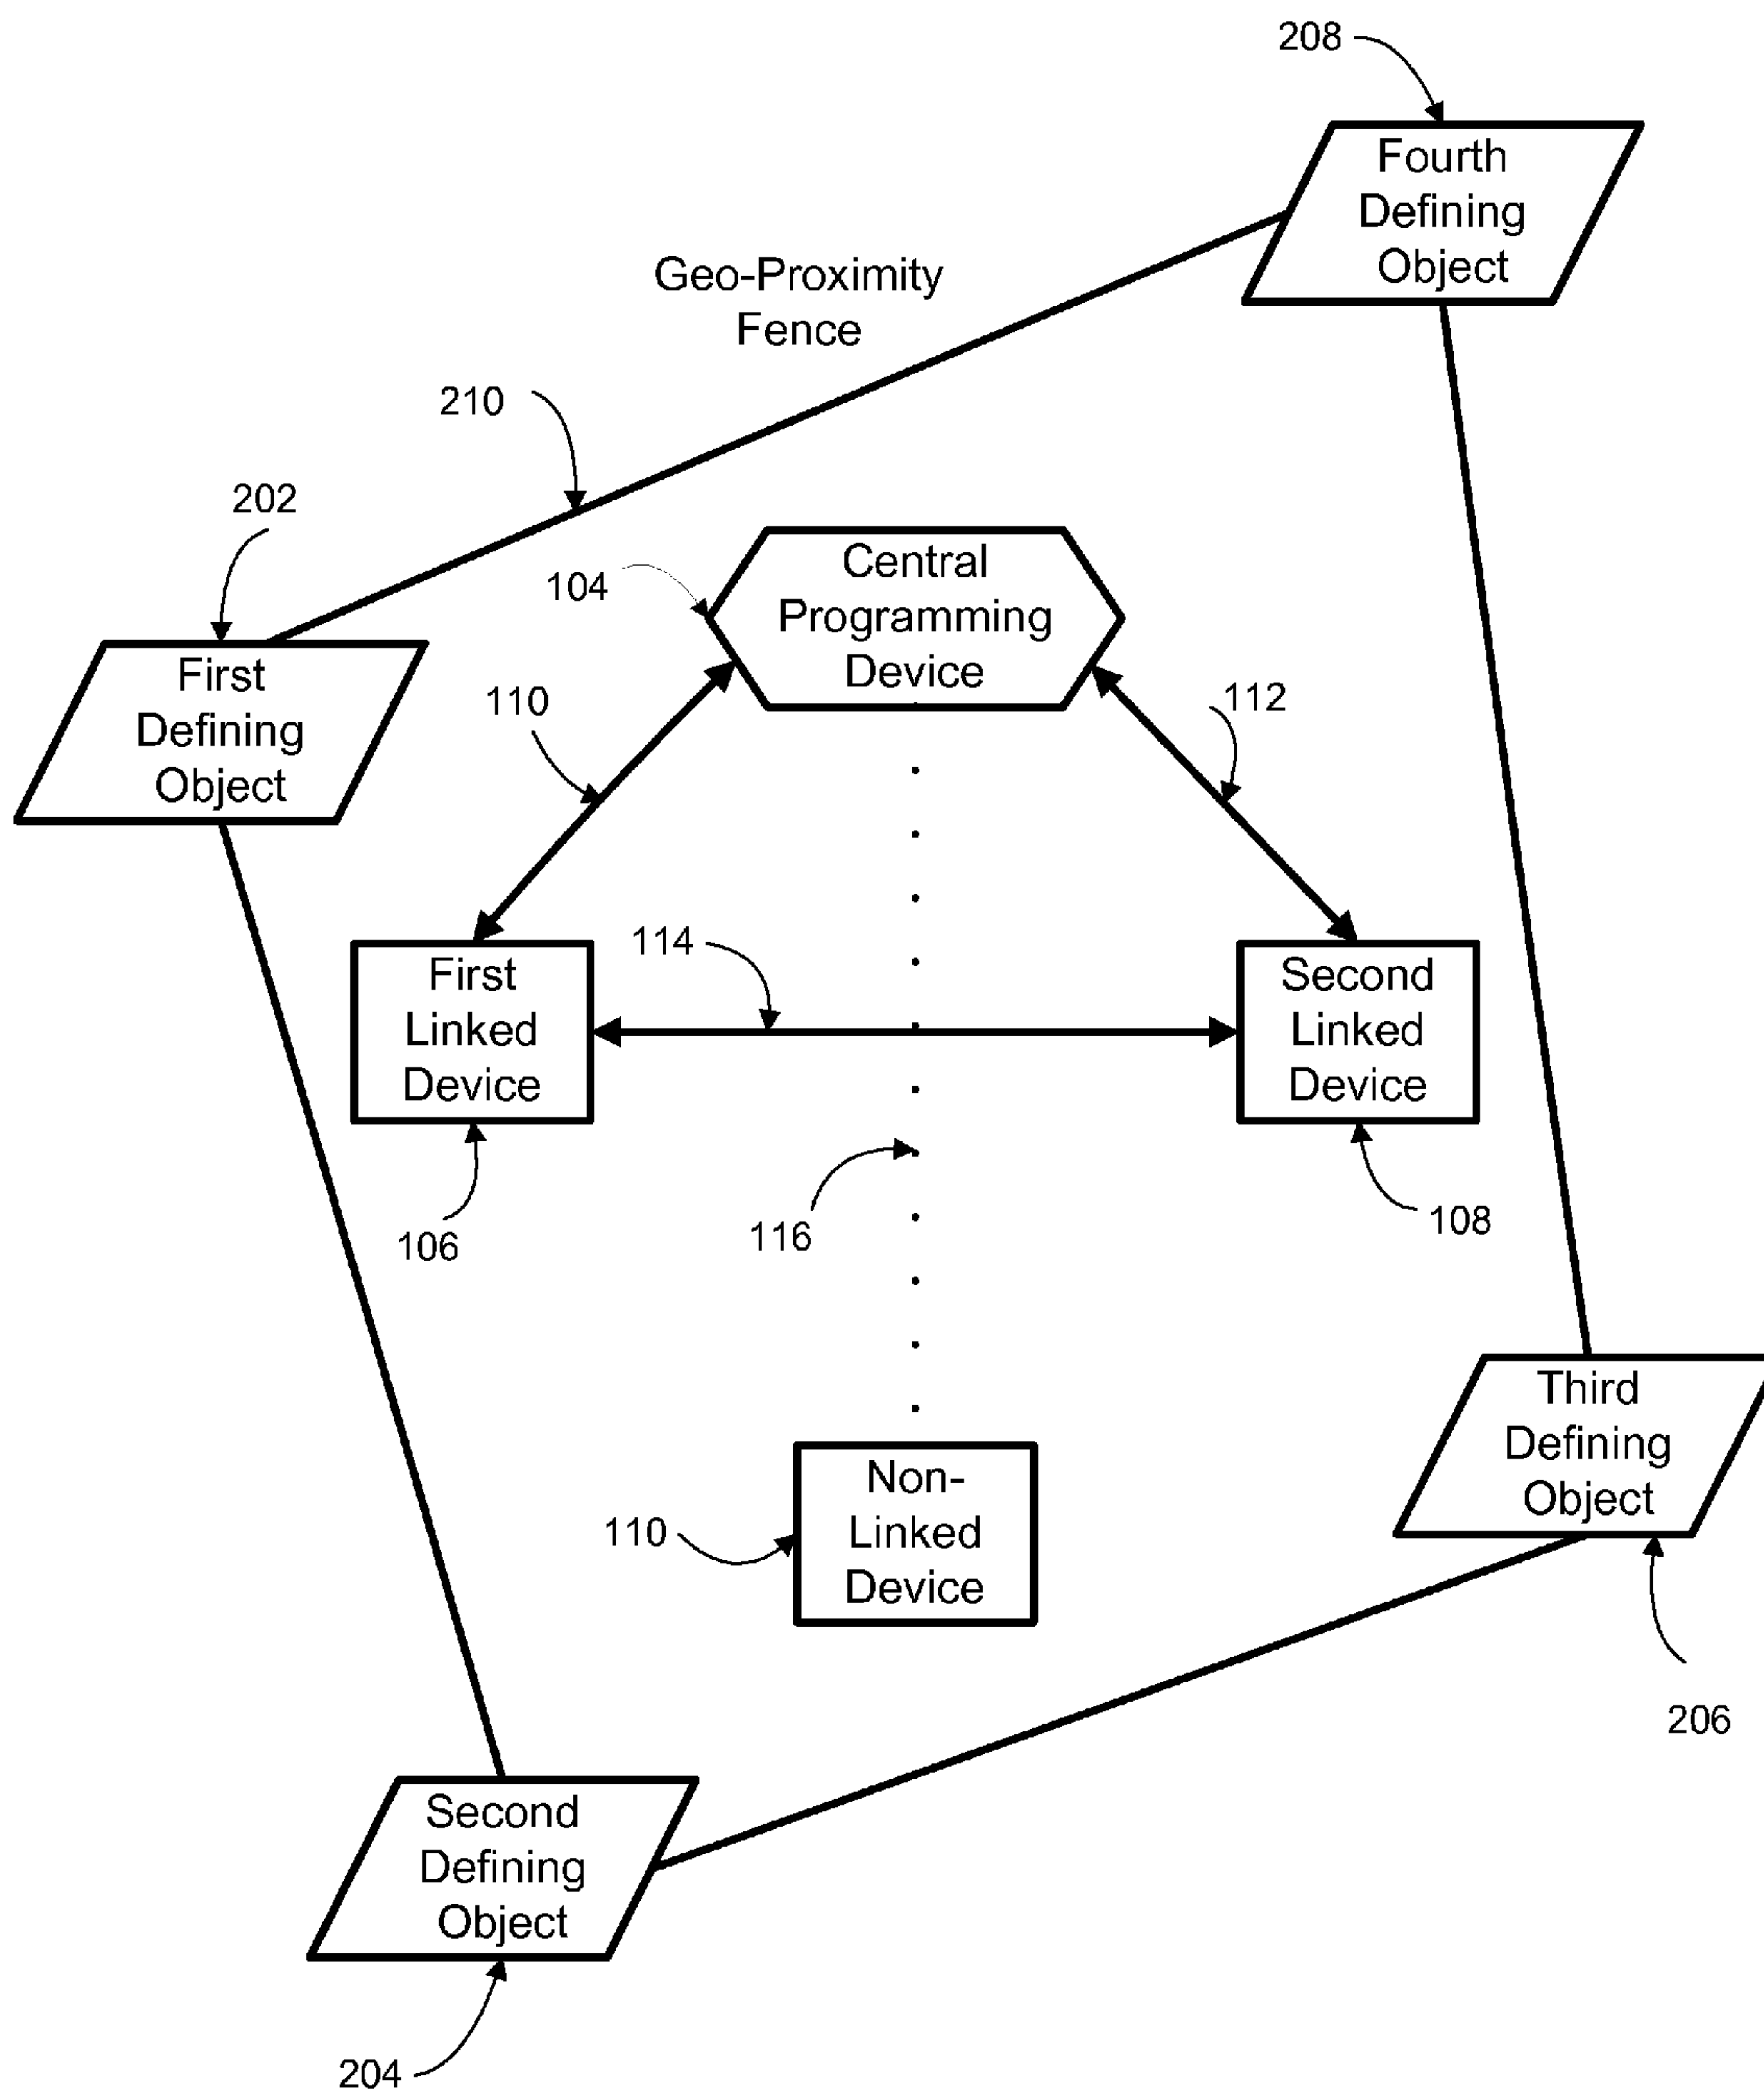 208
Fourth
Defining
Object
Geo-Proximity
Fence
210
202
104
Central
Programming
Device
First
Defining
Object
110
112
114
First
Linked
Device
Second
Linked
Device
106
116
108
Third
Defining
Object
Non-
Linked
Device
110
206
Second
Defining
Object
204